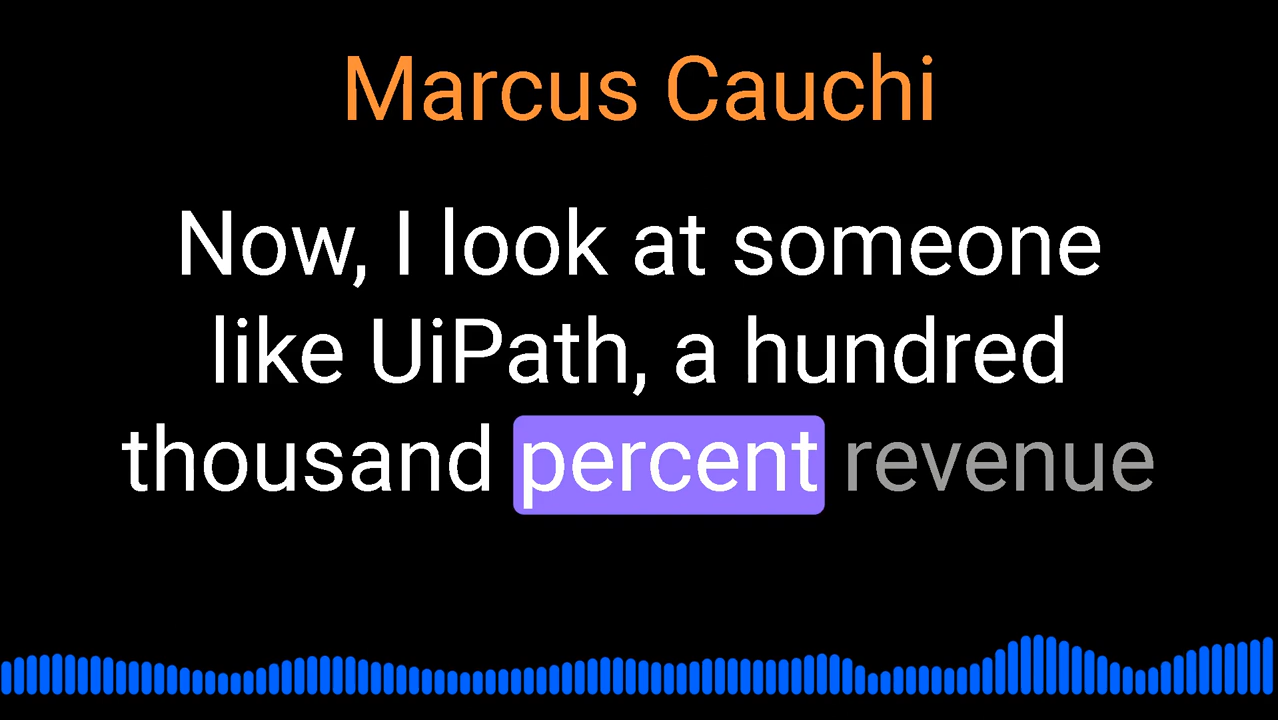 Marcus Cauchi
Now, I look at someone
like UiPath, a hundred
thousand percent revenue